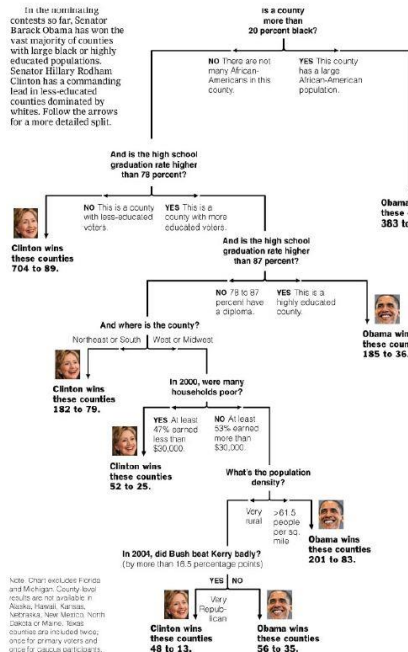 In the nominating
contests so far, Senator
Barack Obama has won the
vast majority of counties
with large black or highly
educated populations.
Senator Hillary Rodham
Clinton has a commanding
lead in less-educated
counties dominated by
whites. Follow the arrows
for a more detailed split.
Is a county
more than
20 percent black?
NO There are not
many African-
Americans in this
county.
YES This county
has a large
African-American
population.
And is the high school
graduation rate higher
than 78 percent?
Obama
these
383 to
NO This is a county
with less-educated
voters.
YES This is a
county with more
educated voters.
Clinton wins
these counties
704 to 89.
And is the high school
graduation rate higher
than 87 percent?
NO 78 to 87
percent have
a diploma.
YES This is a
highly educated
county.
Obama wins
these coun
185 to 36.
And where is the county?
Northeast or South
West or Midwest
Clinton wins
these counties
182 to 79.
In 2000, were many
households poor?
YES At least
47% earned
less than
$30,000.
NO At least
53% earned
more than
$30,000.
Clinton wins
these counties
52 to 25.
What's the population
density?
Very
rural
>61.5
people
per sq.
mile
Obama wins
these counties
201 to 83.
In 2004, did Bush beat Kerry badly?
(by more than 16.5 percentage points)
YES NO
Very
Repub-
lican
Clinton wins
these counties
48 to 13.
Obama wins
these counties
56 to 35.
Note: Chart excludes Florida
and Michigan. County-level
results are not available in
Alaska, Hawaii, Kansas,
Nebraska, New Mexico, North
Dakota or Maine. Texas
counties are included twice;
once for primary voters and
once for caucus participants.